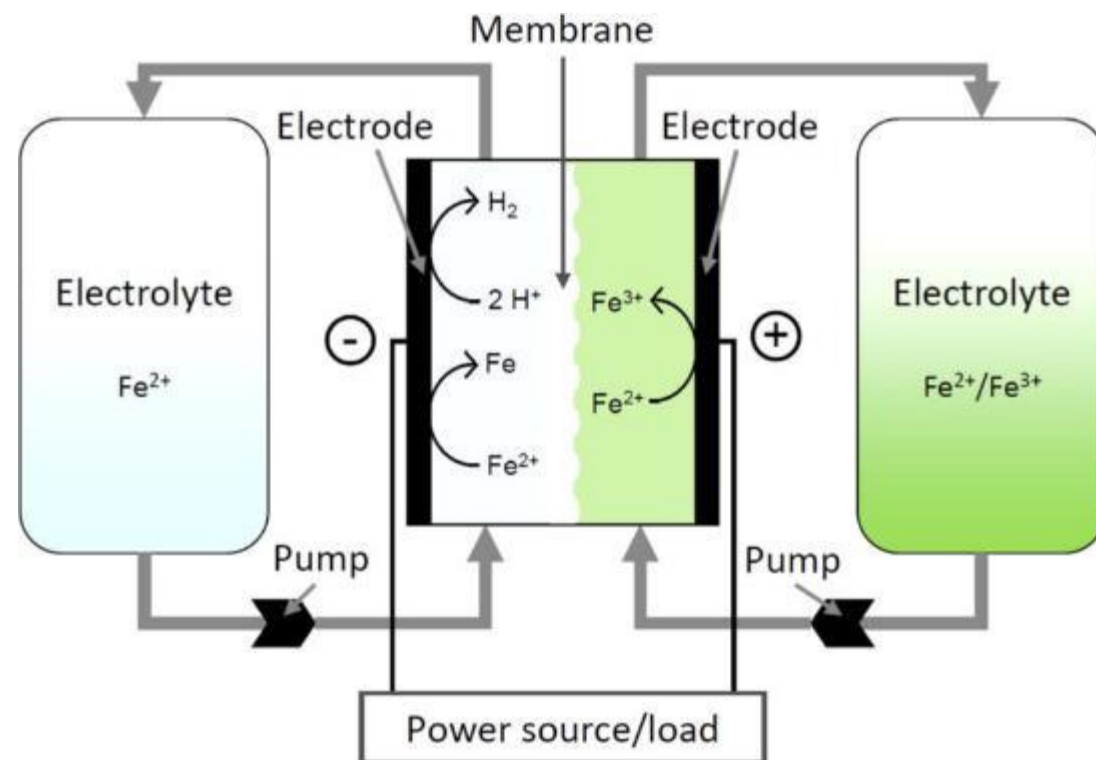 Membrane
Electrode
Electrode
H₂
2 H⁺
Fe
Fe²⁺
Fe³⁺
Fe²⁺
Electrolyte
Fe²⁺
-
+
Electrolyte
Fe²⁺/Fe³⁺
Pump
Pump
Power source/load